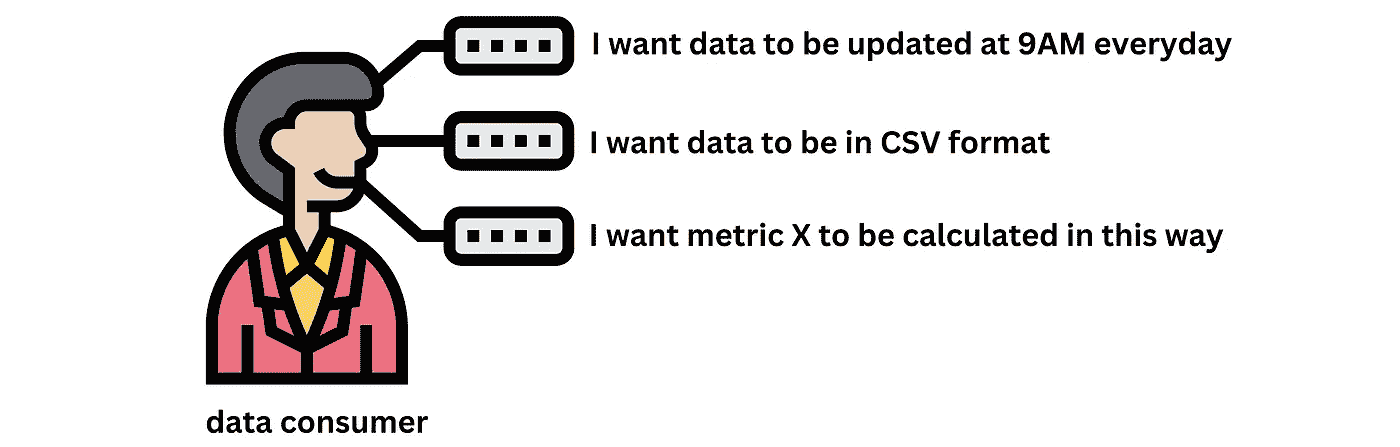 I want data to be updated at 9AM everyday
I want data to be in CSV format
I want metric X to be calculated in this way
data consumer